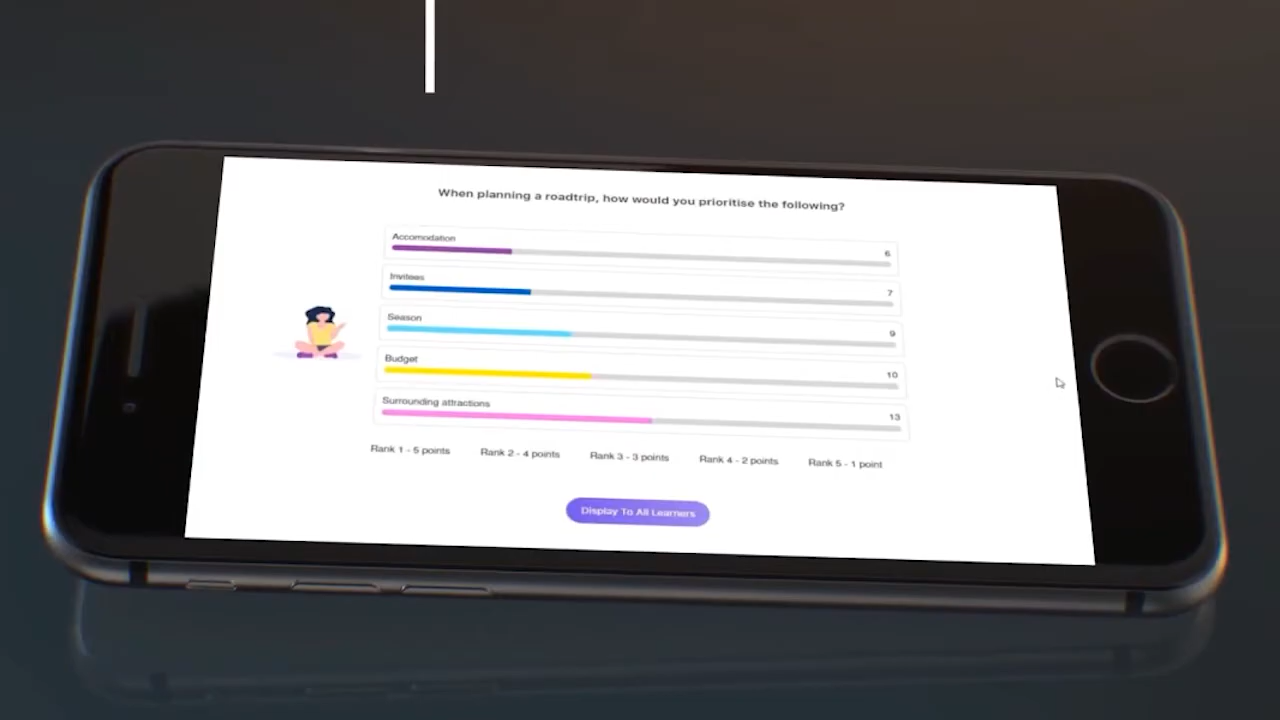 When planning a roadtrip, how would you prioritise the following?
Accomodation 6
Invitees 7
Season 9
Budget 10
Surrounding attractions 13
Rank 1 - 5 points Rank 2 - 4 points Rank 3 - 3 points Rank 4 - 2 points Rank 5 - 1 point
Display To All Learners